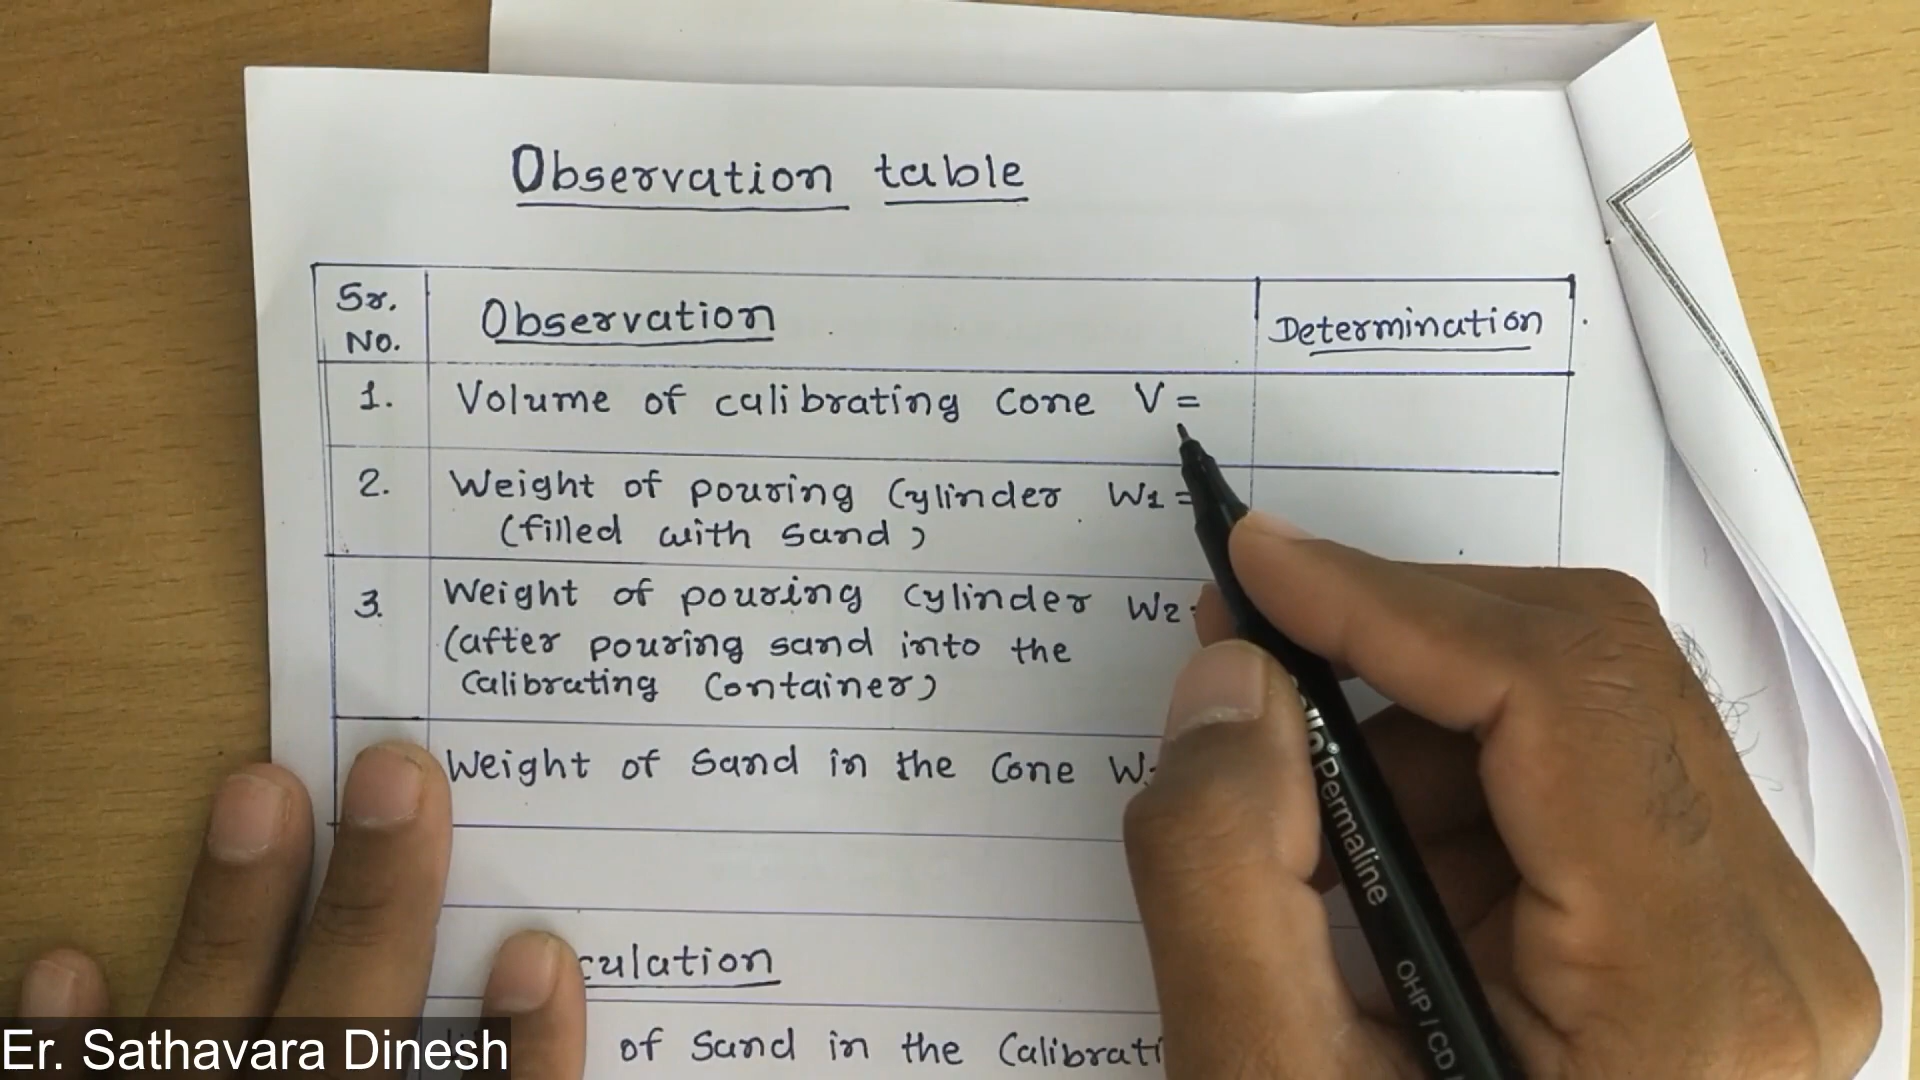 Observation table
Sr. No.
Observation
Determination
1.
Volume of calibrating cone V =
2.
Weight of pouring Cylinder W1 =
(filled with sand)
3.
Weight of pouring Cylinder W2
(after pouring sand into the
Calibrating Container)
Weight of Sand in the Cone W
of Sand in the
Permaline
OHP / CD
Er. Sathavara Dinesh